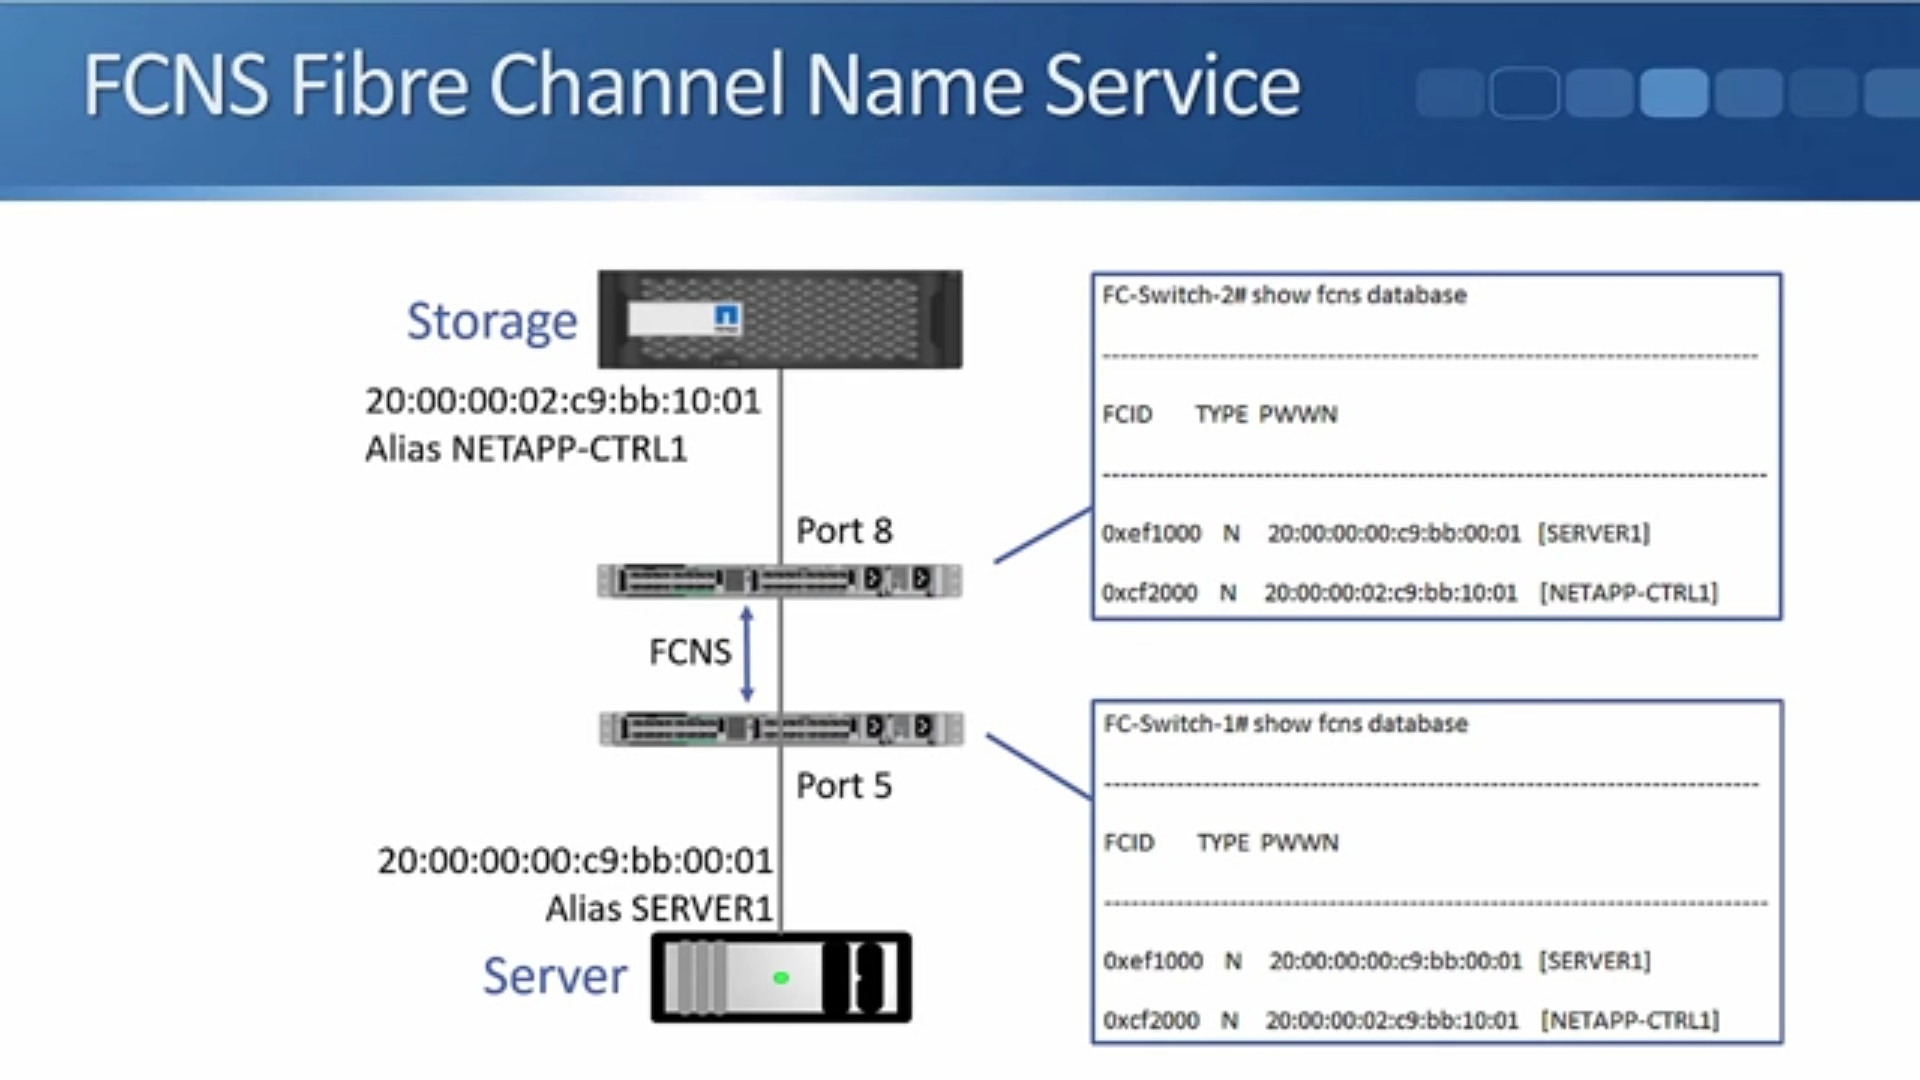 FCNS Fibre Channel Name Service
Storage
20:00:00:02:c9:bb:10:01
Alias NETAPP-CTRL1
Port 8
FCNS
Port 5
20:00:00:00:c9:bb:00:01
Alias SERVER1
Server
FC-Switch-2# show fcns database
--------------------------------------------------------------------------------
FCID TYPE PWWN
--------------------------------------------------------------------------------
0xef1000 N 20:00:00:00:c9:bb:00:01 [SERVER1]
0xcf2000 N 20:00:00:02:c9:bb:10:01 [NETAPP-CTRL1]
FC-Switch-1# show fcns database
--------------------------------------------------------------------------------
FCID TYPE PWWN
--------------------------------------------------------------------------------
0xef1000 N 20:00:00:00:c9:bb:00:01 [SERVER1]
0xcf2000 N 20:00:00:02:c9:bb:10:01 [NETAPP-CTRL1]